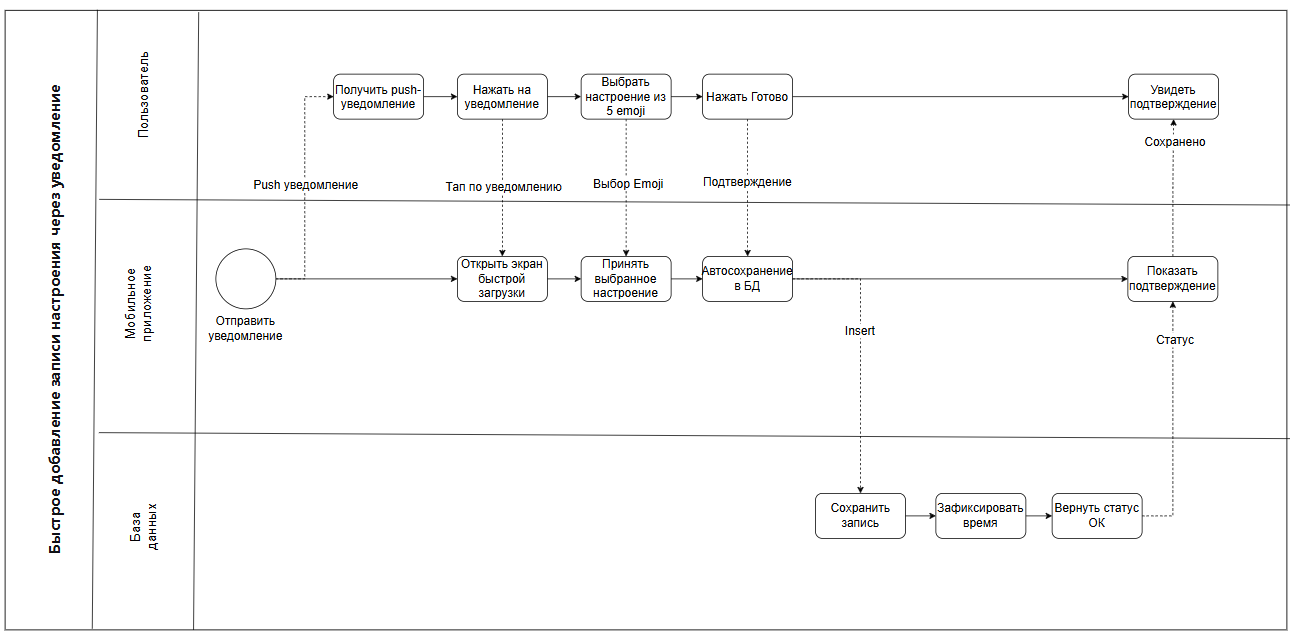 Быстрое добавление записи настроения через уведомление
Пользователь
Получить push-
уведомление
Нажать на
уведомление
Выбрать
настроение из
5 emoji
Нажать Готово
Увидеть
подтверждение
Push уведомление
Тап по уведомлению
Выбор Emoji
Подтверждение
Сохранено
Мобильное
приложение
Отправить
уведомление
Открыть экран
быстрой
загрузки
Принять
выбранное
настроение
Автосохранение
в БД
Показать
подтверждение
Insert
Статус
База
данных
Сохранить
запись
Зафиксировать
время
Вернуть статус
ОК